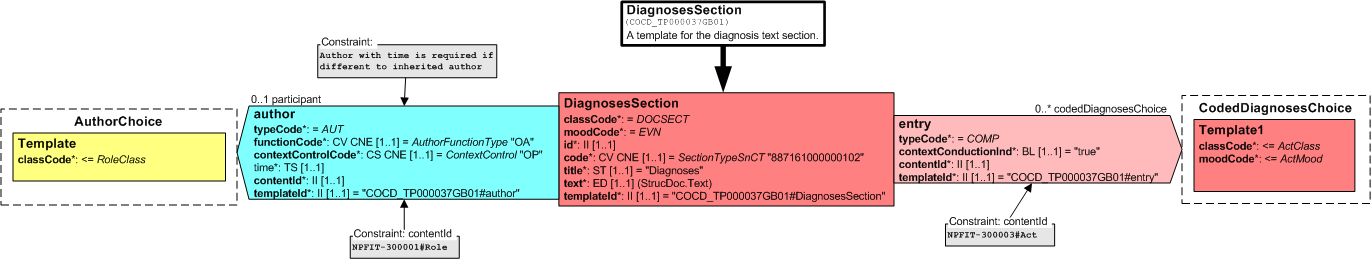 DiagnosesSection
(COCD_TP000037GB01)
A template for the diagnosis text section.
Constraint:
Author with time is required if
different to inherited author
0..1 participant
0..* codedDiagnosesChoice
AuthorChoice
Template
classCode*: <= RoleClass
author
typeCode*: = AUT
functionCode*: CV CNE [1..1] = AuthorFunctionType "OA"
contextControlCode*: CS CNE [1..1] = ContextControl "OP"
time*: TS [1..1]
contentId*: II [1..1]
templateId*: II [1..1] = "COCD_TP000037GB01#author"
DiagnosesSection
classCode*: = DOCSECT
moodCode*: = EVN
id*: II [1..1]
code*: CV CNE [1..1] = SectionTypeSnCT "887161000000102"
title*: ST [1..1] = "Diagnoses"
text*: ED [1..1] (StrucDoc.Text)
templateId*: II [1..1] = "COCD_TP000037GB01#DiagnosesSection"
entry
typeCode*: = COMP
contextConductionInd*: BL [1..1] = "true"
contentId*: II [1..1]
templateId*: II [1..1] = "COCD_TP000037GB01#entry"
CodedDiagnosesChoice
Template1
classCode*: <= ActClass
moodCode*: <= ActMood
Constraint: contentId
NPFIT-300001#Role
Constraint: contentId
NPFIT-300003#Act